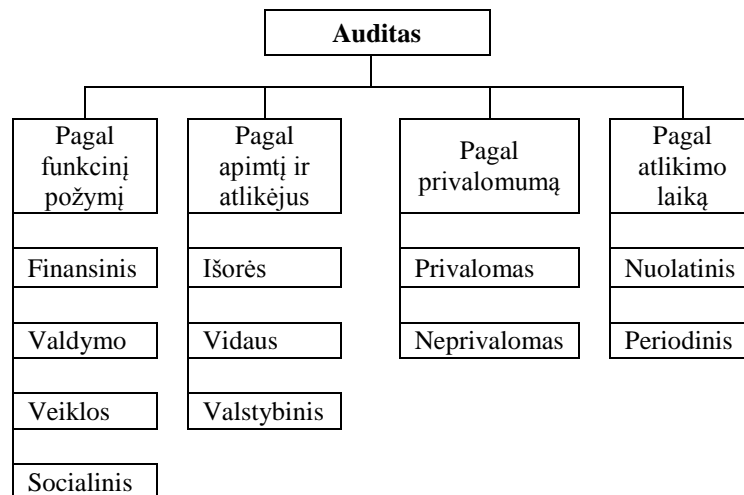 Auditas
Pagal
funkcinį
požymį
Finansinis
Valdymo
Veiklos
Socialinis
Pagal
apimtį ir
atlikėjus
Išorės
Vidaus
Valstybinis
Pagal
privalomumą
Privalomas
Neprivalomas
Pagal
atlikimo
laiką
Nuolatinis
Periodinis